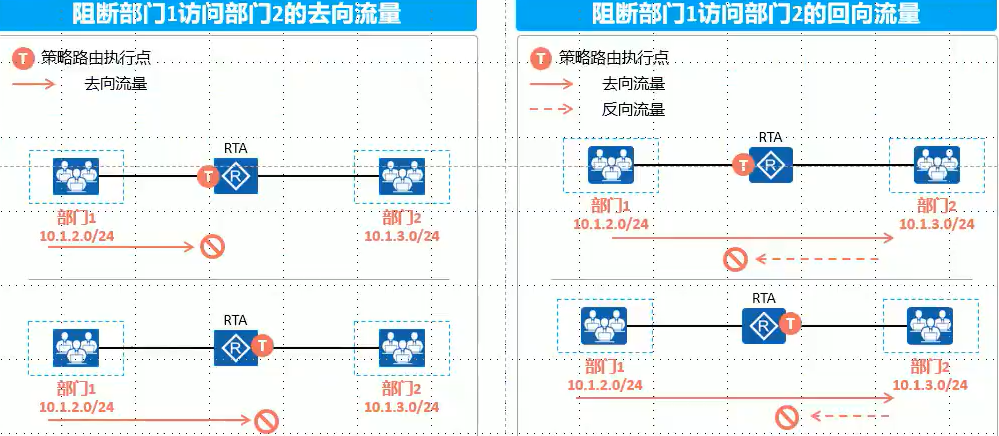 阻断部门1访问部门2的去向流量
T 策略路由执行点
去向流量
RTA
T
R
部门1
部门2
10.1.2.0/24
10.1.3.0/24
RTA
R
T
部门1
部门2
10.1.2.0/24
10.1.3.0/24
阻断部门1访问部门2的回向流量
T 策略路由执行点
去向流量
反向流量
RTA
T
R
部门1
部门2
10.1.2.0/24
10.1.3.0/24
RTA
R
T
部门1
部门2
10.1.2.0/24
10.1.3.0/24